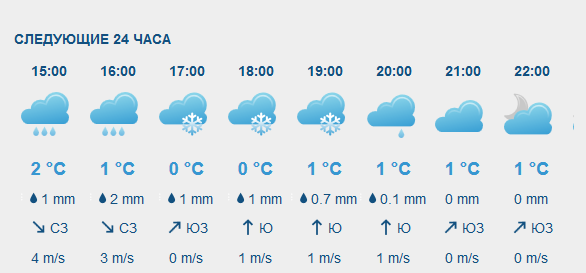 СЛЕДУЮЩИЕ 24 ЧАСА
15:00 16:00 17:00 18:00 19:00 20:00 21:00 22:00
2 °C 1 °C 0 °C 0 °C 1 °C 1 °C 1 °C 1 °C
1 mm 2 mm 1 mm 1 mm 0.7 mm 0.1 mm 0 mm 0 mm
СЗ СЗ ЮЗ Ю Ю Ю ЮЗ ЮЗ
4 m/s 3 m/s 0 m/s 1 m/s 1 m/s 1 m/s 0 m/s 0 m/s